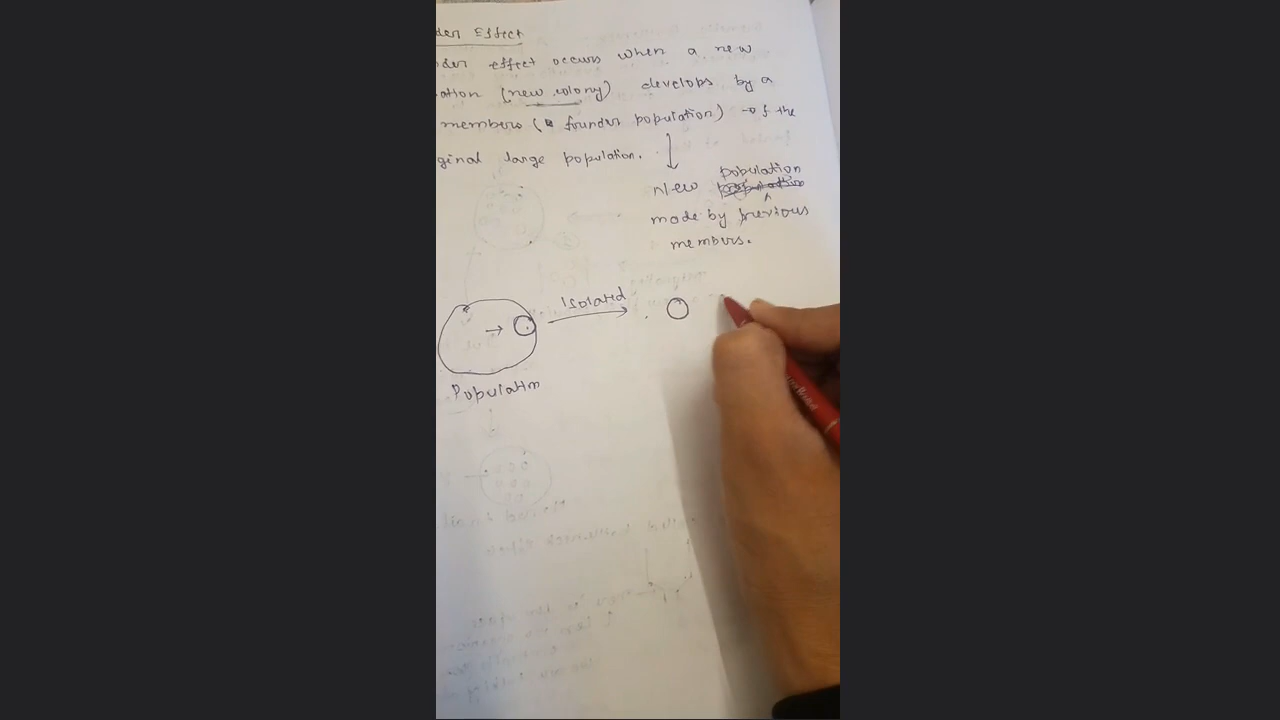 der Effect
der effect occurs when a new
ation (new colony) develops by a
members ( founder population) of the
ginal large population.
New population
made by previous
members.
Isolated
Population